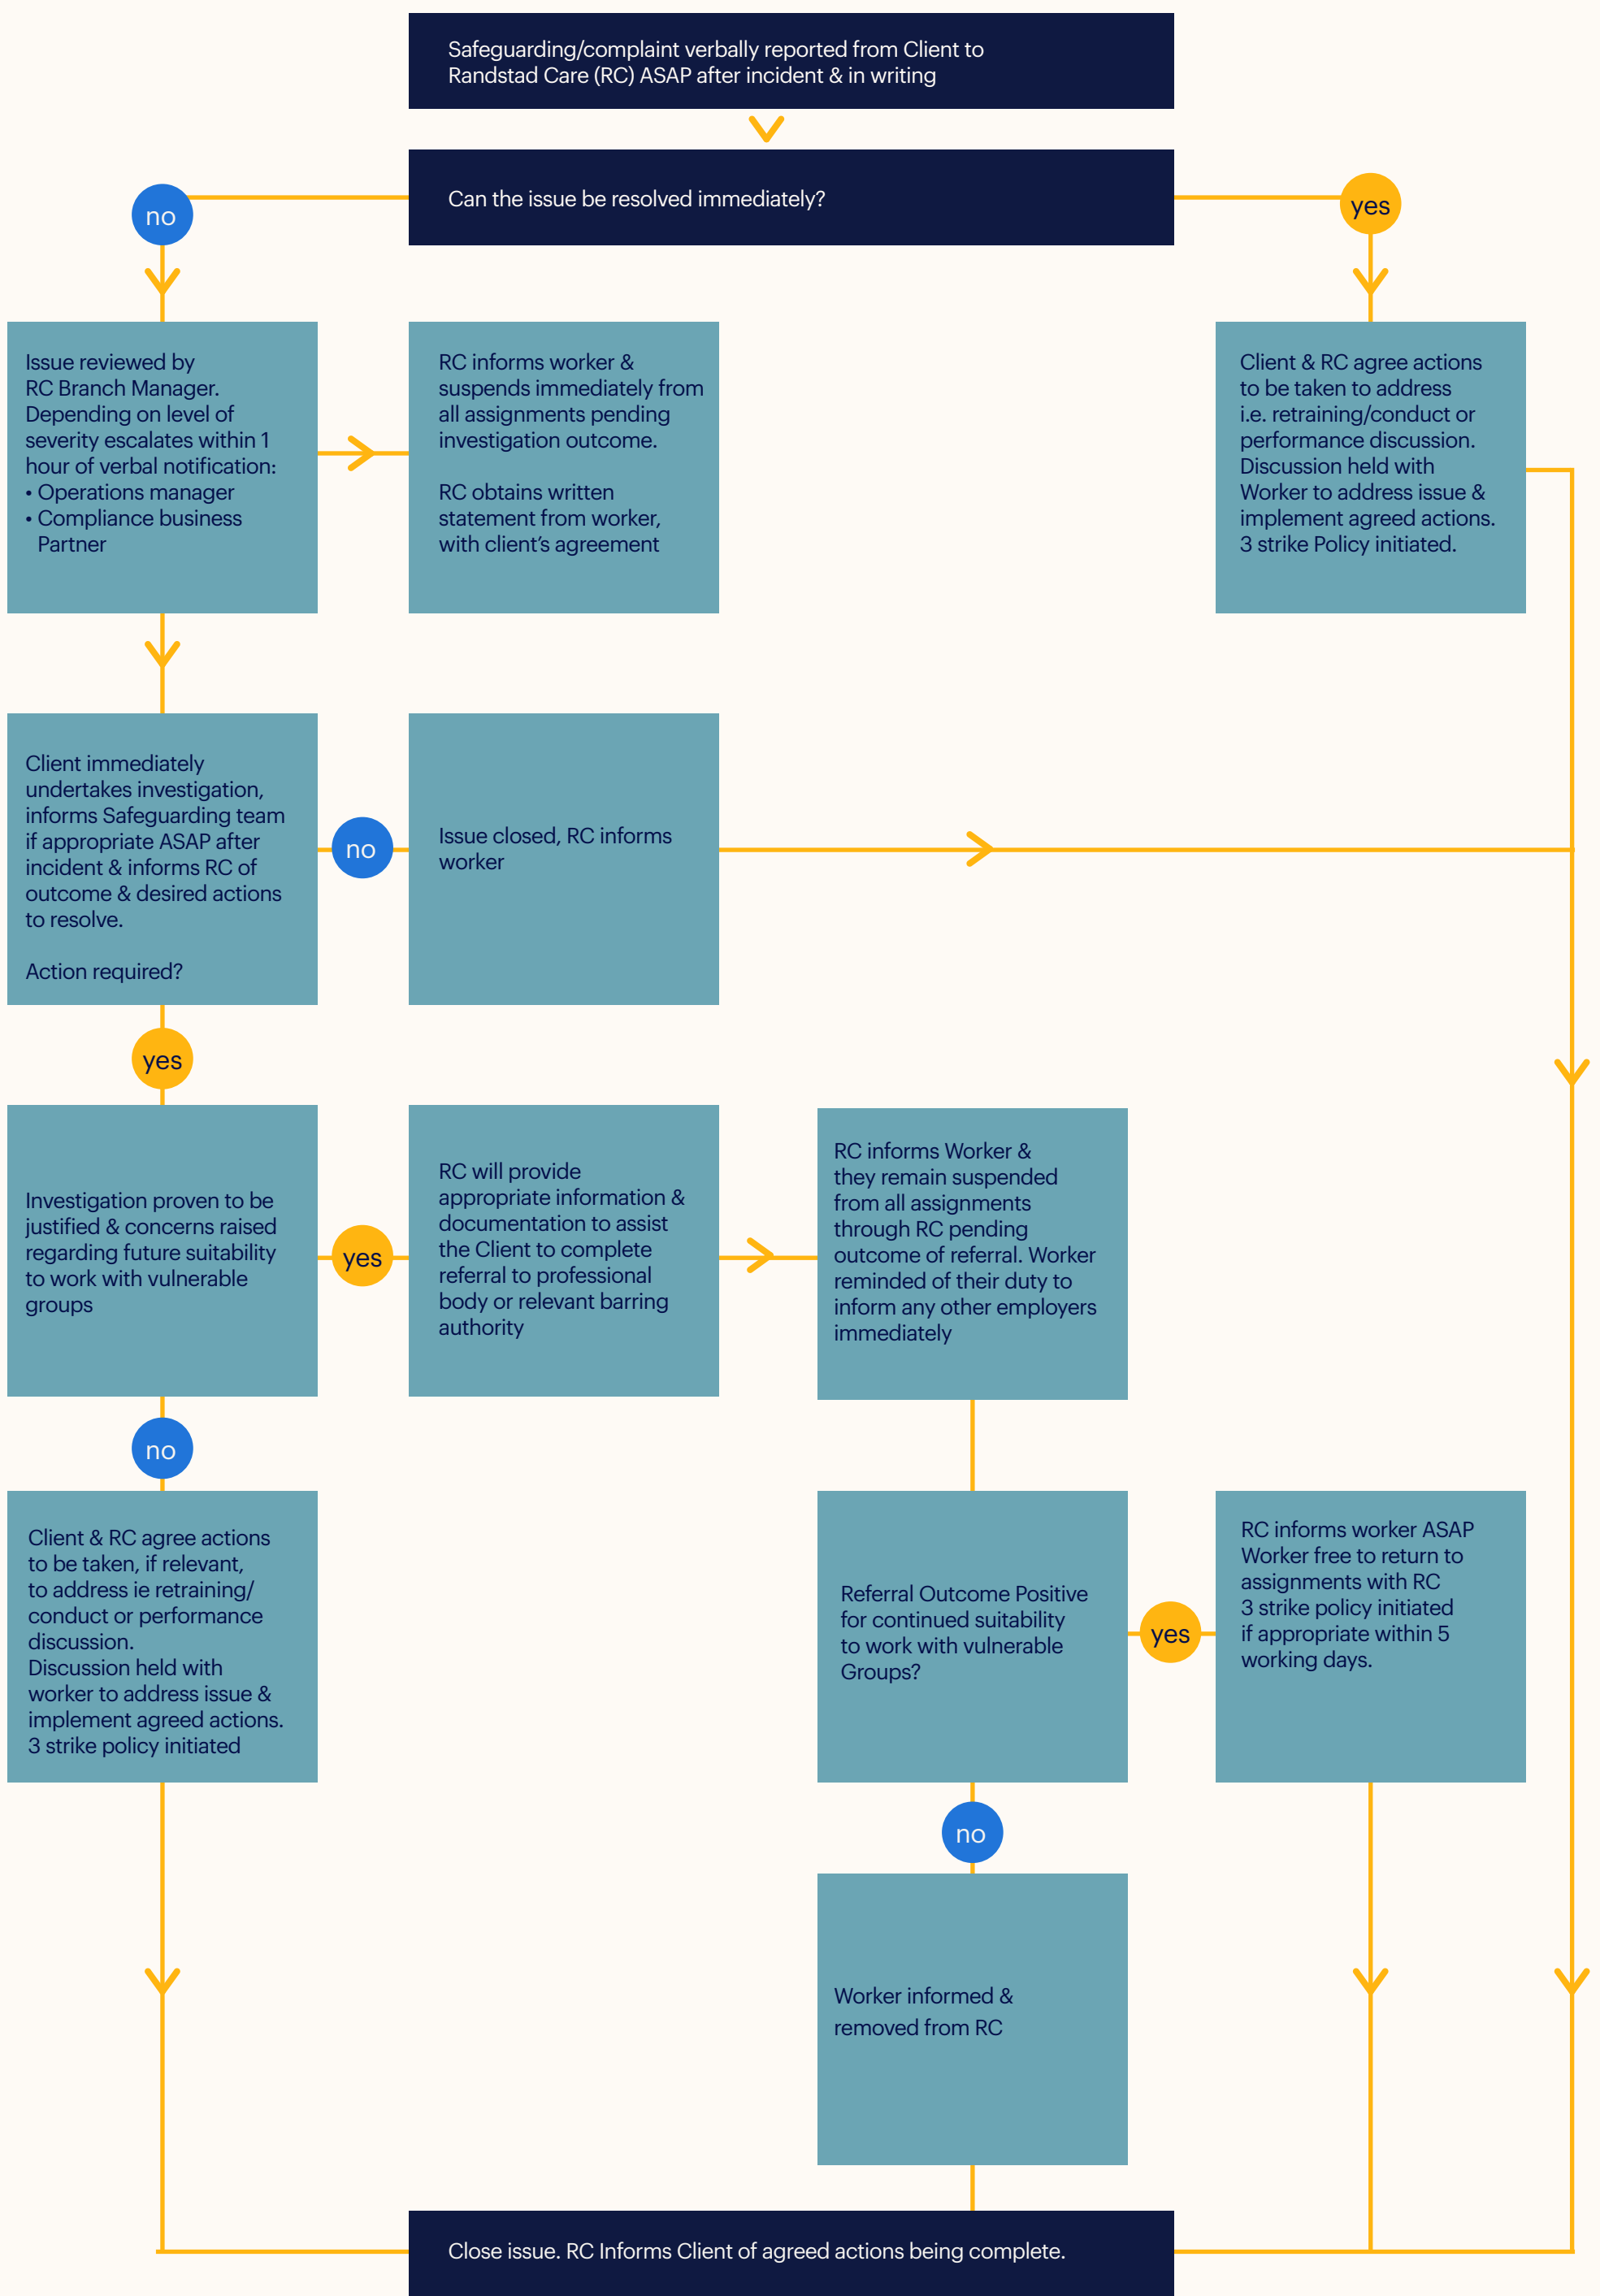 Safeguarding/complaint verbally reported from Client to
Randstad Care (RC) ASAP after incident & in writing
Can the issue be resolved immediately?
no
yes
Issue reviewed by
RC Branch Manager.
Depending on level of
severity escalates within 1
hour of verbal notification:
• Operations manager
• Compliance business
Partner
RC informs worker &
suspends immediately from
all assignments pending
investigation outcome.
RC obtains written
statement from worker,
with client’s agreement
Client & RC agree actions
to be taken to address
i.e. retraining/conduct or
performance discussion.
Discussion held with
Worker to address issue &
implement agreed actions.
3 strike Policy initiated.
Client immediately
undertakes investigation,
informs Safeguarding team
if appropriate ASAP after
incident & informs RC of
outcome & desired actions
to resolve.
Action required?
no
Issue closed, RC informs
worker
yes
Investigation proven to be
justified & concerns raised
regarding future suitability
to work with vulnerable
groups
yes
RC will provide
appropriate information &
documentation to assist
the Client to complete
referral to professional
body or relevant barring
authority
RC informs Worker &
they remain suspended
from all assignments
through RC pending
outcome of referral. Worker
reminded of their duty to
inform any other employers
immediately
no
Client & RC agree actions
to be taken, if relevant,
to address ie retraining/
conduct or performance
discussion.
Discussion held with
worker to address issue &
implement agreed actions.
3 strike policy initiated
Referral Outcome Positive
for continued suitability
to work with vulnerable
Groups?
yes
RC informs worker ASAP
Worker free to return to
assignments with RC
3 strike policy initiated
if appropriate within 5
working days.
no
Worker informed &
removed from RC
Close issue. RC Informs Client of agreed actions being complete.